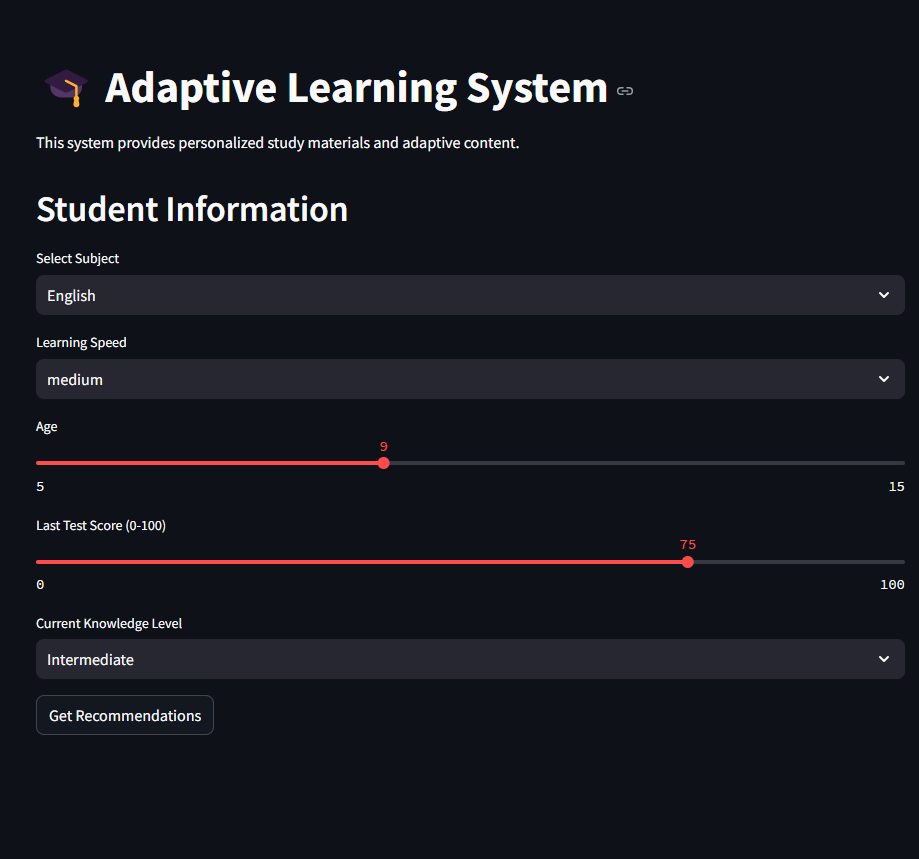 Adaptive Learning System
This system provides personalized study materials and adaptive content.
Student Information
Select Subject
English
Learning Speed
medium
Age
9
5 15
Last Test Score (0-100)
75
0 100
Current Knowledge Level
Intermediate
Get Recommendations